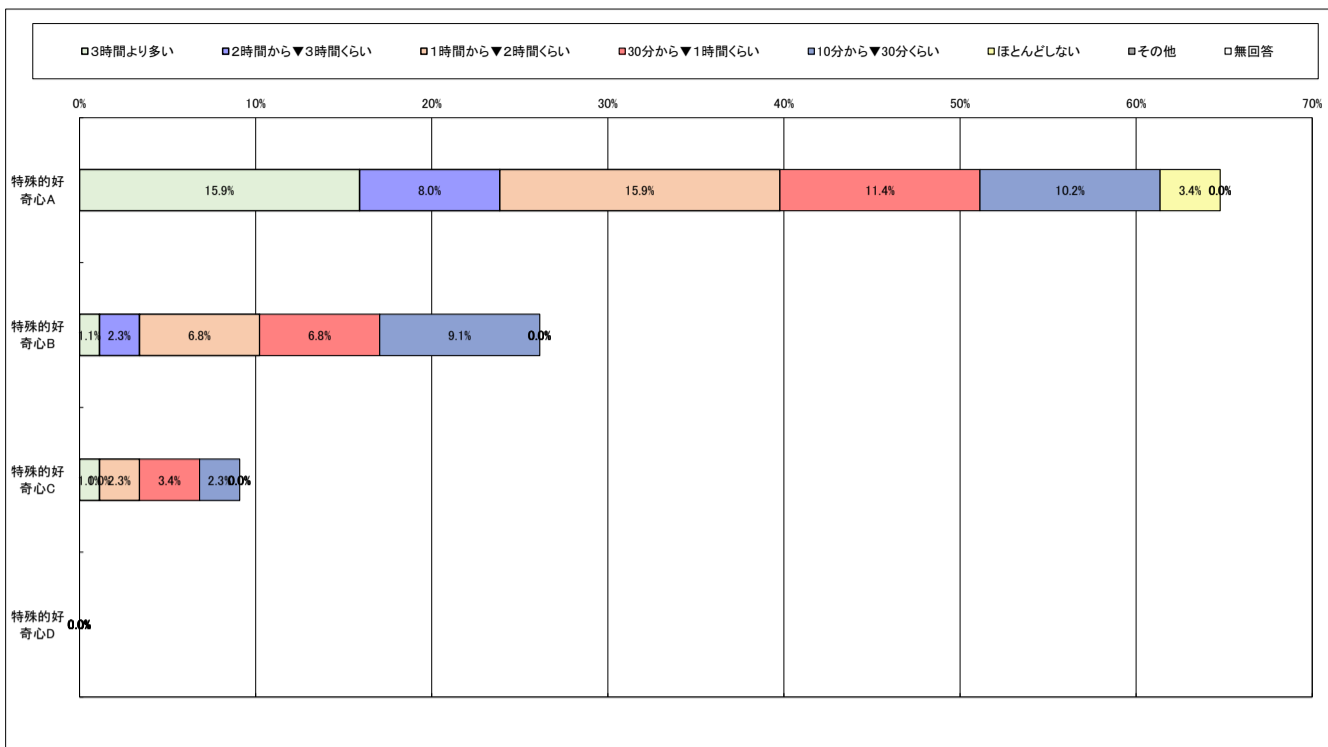 ３時間より多い ２時間から▼３時間くらい １時間から▼２時間くらい 30分から▼１時間くらい 10分から▼30分くらい ほとんどしない その他 無回答
0% 10% 20% 30% 40% 50% 60% 70%
特殊的好
奇心A
15.9% 8.0% 15.9% 11.4% 10.2% 3.4% 0.0%
特殊的好
奇心B
1.1% 2.3% 6.8% 6.8% 9.1% 0.0%
特殊的好
奇心C
0.0% 2.3% 3.4% 2.3% 0.0%
特殊的好
奇心D
0.0%